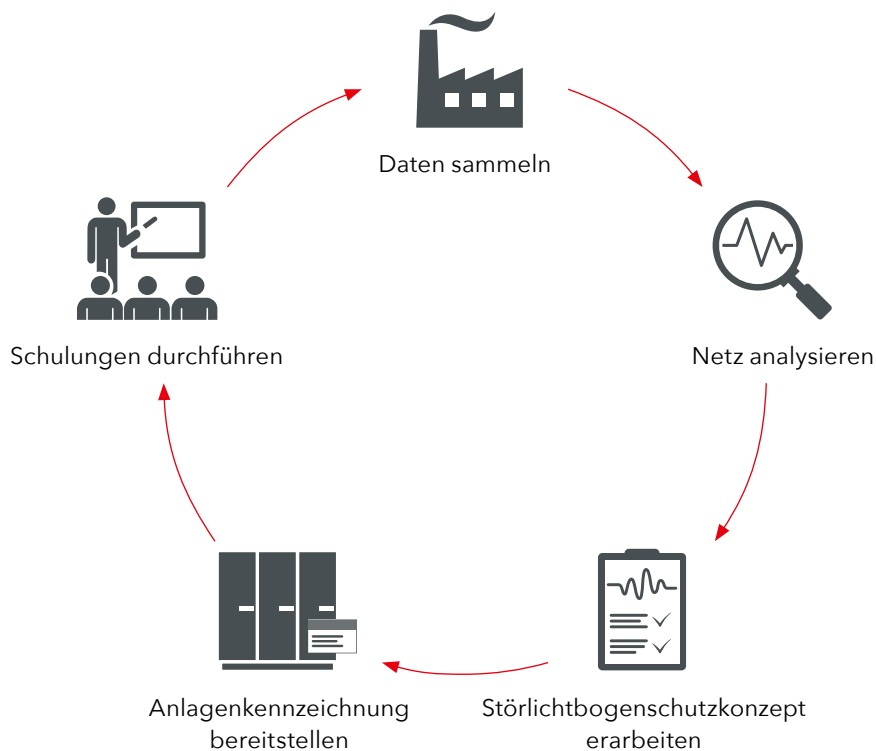 Daten sammeln
Netz analysieren
Störlichtbogenschutzkonzept
erarbeiten
Anlagenkennzeichnung
bereitstellen
Schulungen durchführen